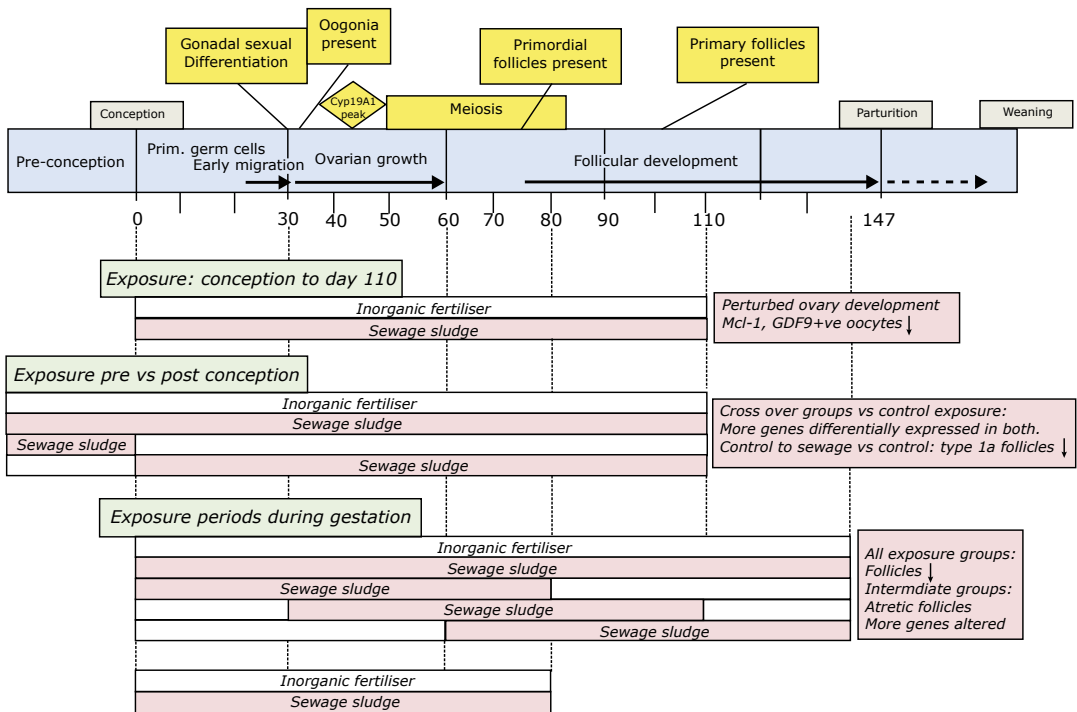 Oogonia
present
Gonadal sexual
Differentiation
Primordial
follicles present
Primary follicles
present
Cyp19A1
peak
Meiosis
Conception
Parturition
Weaning
Pre-conception
Prim. germ cells
Early migration
Ovarian growth
Follicular development
0 30 40 50 60 70 80 90 110 147
Exposure: conception to day 110
Inorganic fertiliser
Sewage sludge
Perturbed ovary development
Mcl-1, GDF9+ve oocytes ↓
Exposure pre vs post conception
Inorganic fertiliser
Sewage sludge
Sewage sludge
Sewage sludge
Cross over groups vs control exposure:
More genes differentially expressed in both.
Control to sewage vs control: type 1a follicles ↓
Exposure periods during gestation
Inorganic fertiliser
Sewage sludge
Sewage sludge
Sewage sludge
Sewage sludge
All exposure groups:
Follicles ↓
Intermdiate groups:
Atretic follicles
More genes altered
Inorganic fertiliser
Sewage sludge